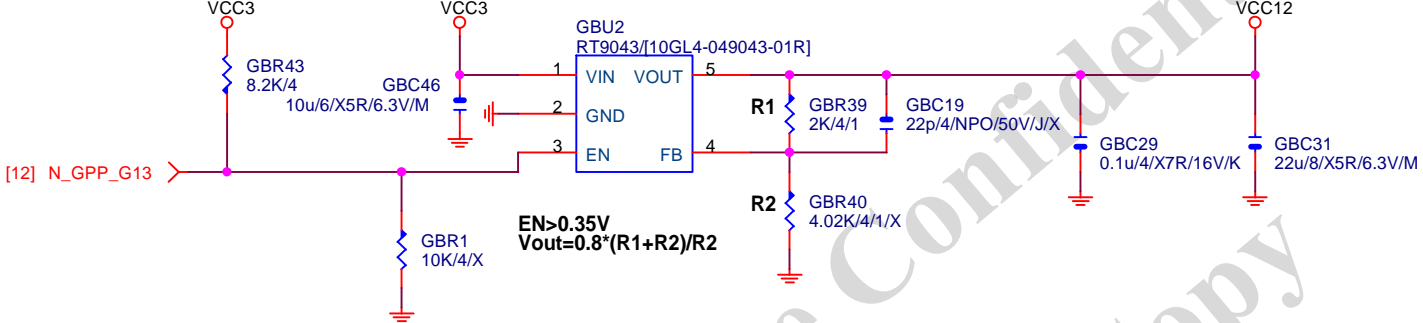 VCC3
VCC3
VCC12
GBU2
RT9043/[10GL4-049043-01R]
GBR43
8.2K/4
GBC46
10u/6/X5R/6.3V/M
1
VIN
VOUT
5
2
GND
3
EN
FB
4
R1
GBR39
2K/4/1
GBC19
22p/4/NPO/50V/J/X
GBC29
0.1u/4/X7R/16V/K
GBC31
22u/8/X5R/6.3V/M
[12] N_GPP_G13
R2
GBR40
4.02K/4/1/X
EN>0.35V
Vout=0.8*(R1+R2)/R2
GBR1
10K/4/X